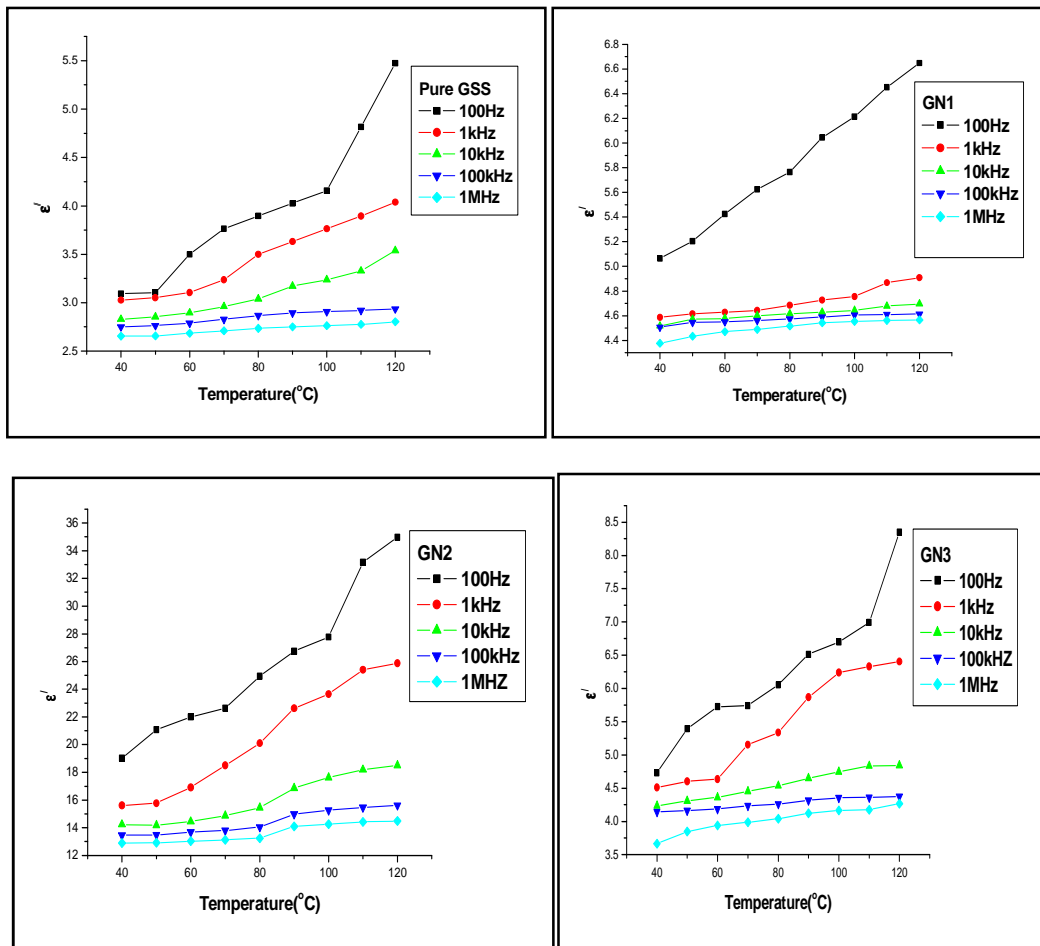 5.5
5.0
4.5
4.0
3.5
3.0
2.5
ε/
40 60 80 100 120
Temperature(°C)
Pure GSS
100Hz
1kHz
10kHz
100kHz
1MHz
6.8
6.6
6.4
6.2
6.0
5.8
5.6
5.4
5.2
5.0
4.8
4.6
4.4
ε/
40 60 80 100 120
Temperature(°C)
GN1
100Hz
1kHz
10kHz
100kHz
1MHz
36
34
32
30
28
26
24
22
20
18
16
14
12
ε/
40 60 80 100 120
Temperature(°C)
GN2
100Hz
1kHz
10kHz
100kHz
1MHZ
8.5
8.0
7.5
7.0
6.5
6.0
5.5
5.0
4.5
4.0
3.5
ε/
40 60 80 100 120
Temperature(°C)
GN3
100Hz
1kHz
10kHz
100kHZ
1MHz